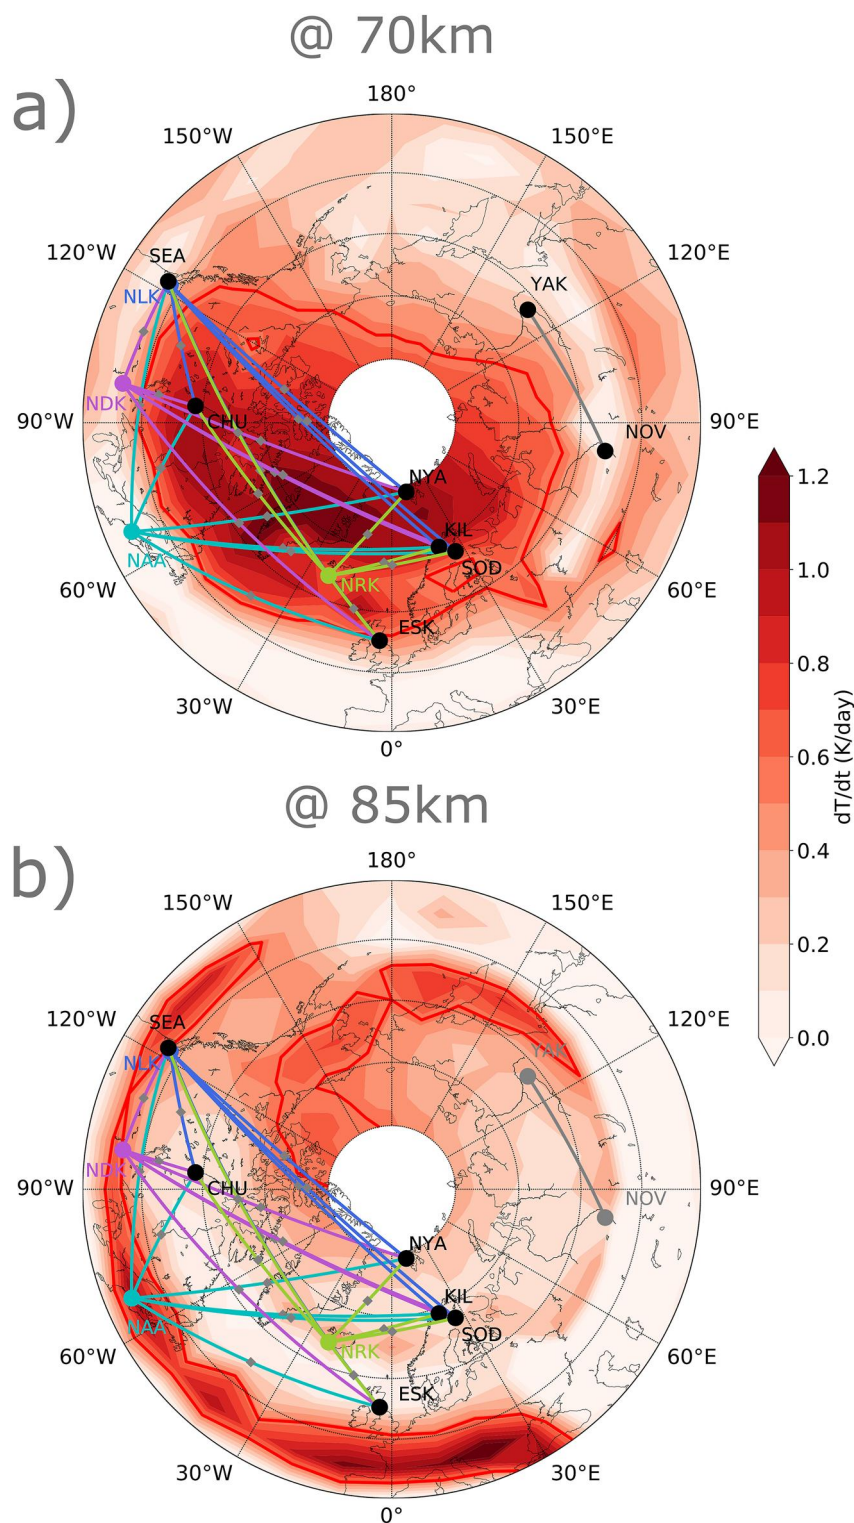 @ 70km
a)
180°
150°W
150°E
120°W
120°E
SEA
YAK
NLK
NDK
90°W
CHU
NOV
90°E
NYA
KIL
NAA
SOD
NRK
60°W
60°E
ESK
30°W
30°E
0°
1.2
1.0
0.8
0.6
0.4
0.2
0.0
dT/dt (K/day)
@ 85km
b)
180°
150°W
150°E
120°W
120°E
SEA
YAK
NLK
NDK
90°W
CHU
NOV
90°E
NYA
KIL
NAA
SOD
NRK
60°W
60°E
ESK
30°W
30°E
0°